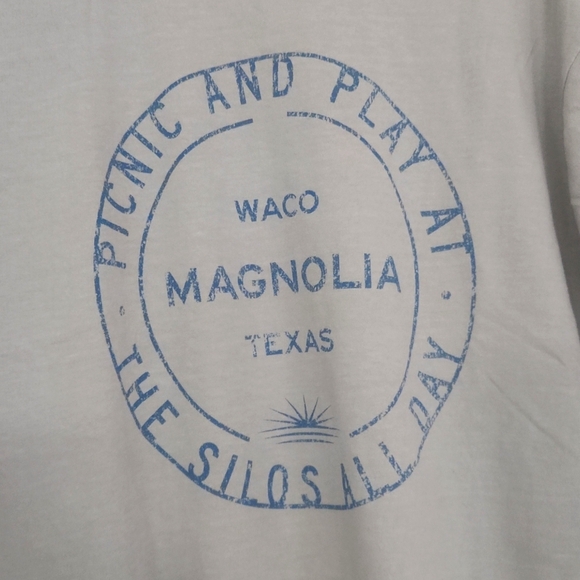 PICNIC AND PLAY AT
WACO
MAGNOLIA
TEXAS
THE SILOS ALL DAY